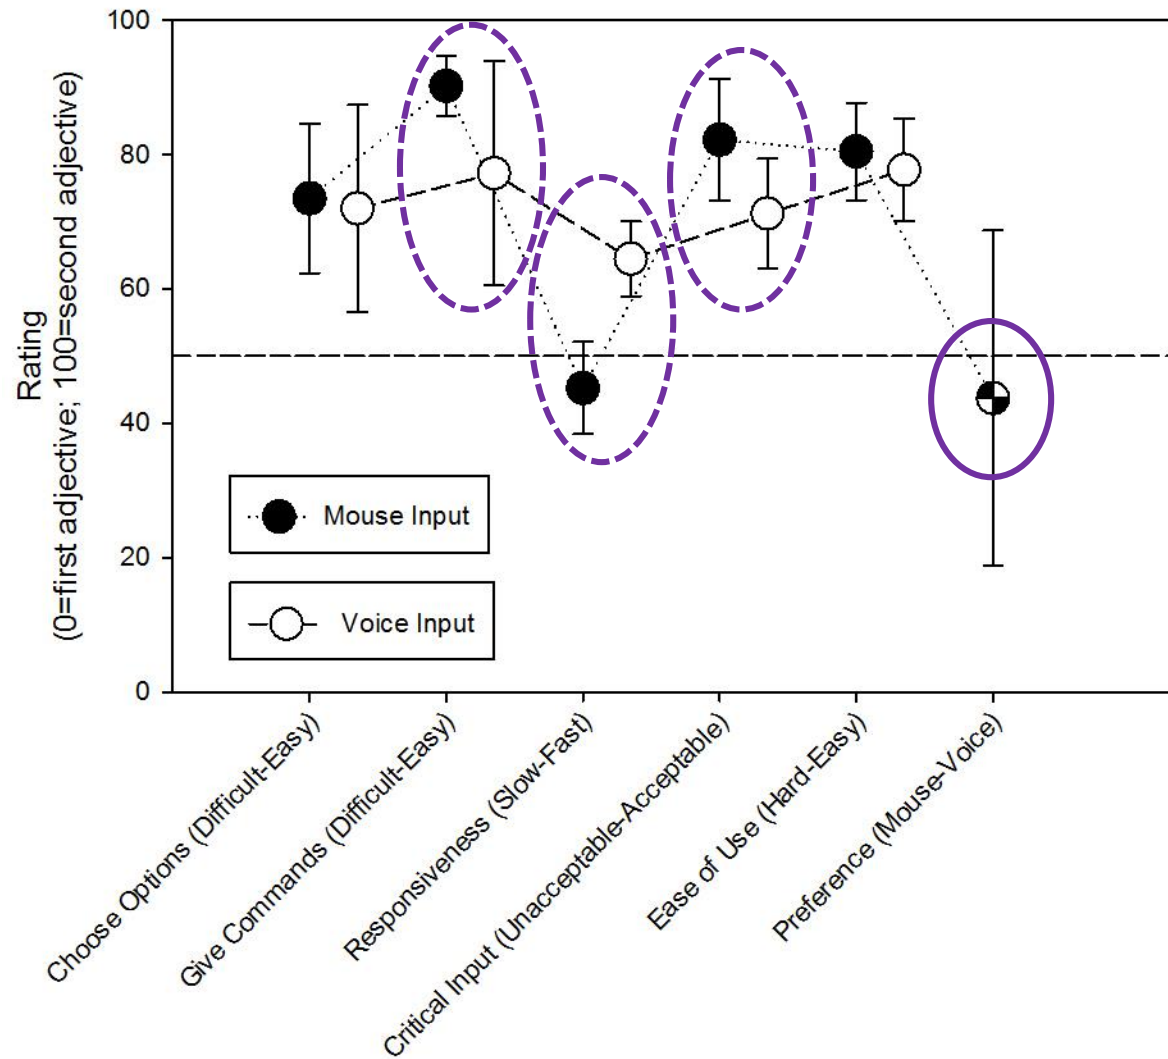 100
80
60
40
20
0
Rating
(0=first adjective; 100=second adjective)
Mouse Input
Voice Input
Choose Options (Difficult-Easy)
Give Commands (Difficult-Easy)
Responsiveness (Slow-Fast)
Critical Input (Unacceptable-Acceptable)
Ease of Use (Hard-Easy)
Preference (Mouse-Voice)